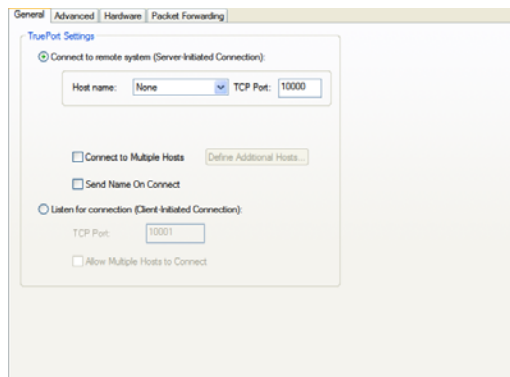 General Advanced Hardware Packet Forwarding
TruePort Settings
Connect to remote system (Server-Initiated Connection):
Host name: None TCP Port: 10000
Connect to Multiple Hosts Define Additional Hosts...
Send Name On Connect
Listen for connection (Client-Initiated Connection):
TCP Port: 10001
Allow Multiple Hosts to Connect